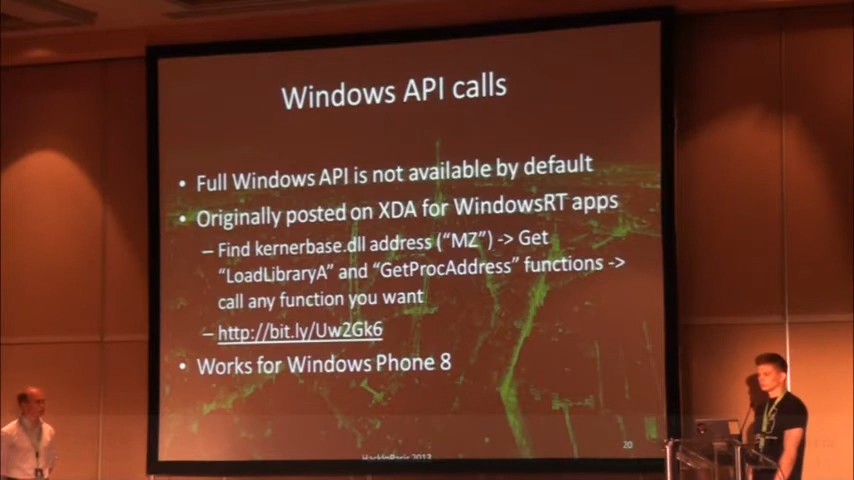 Windows API calls
• Full Windows API is not available by default
• Originally posted on XDA for WindowsRT apps
– Find kernerbase.dll address (“MZ”) -> Get
“LoadLibraryA” and “GetProcAddress” functions ->
call any function you want
– http://bit.ly/Uw2Gk6
• Works for Windows Phone 8
HackInParis 2013
20